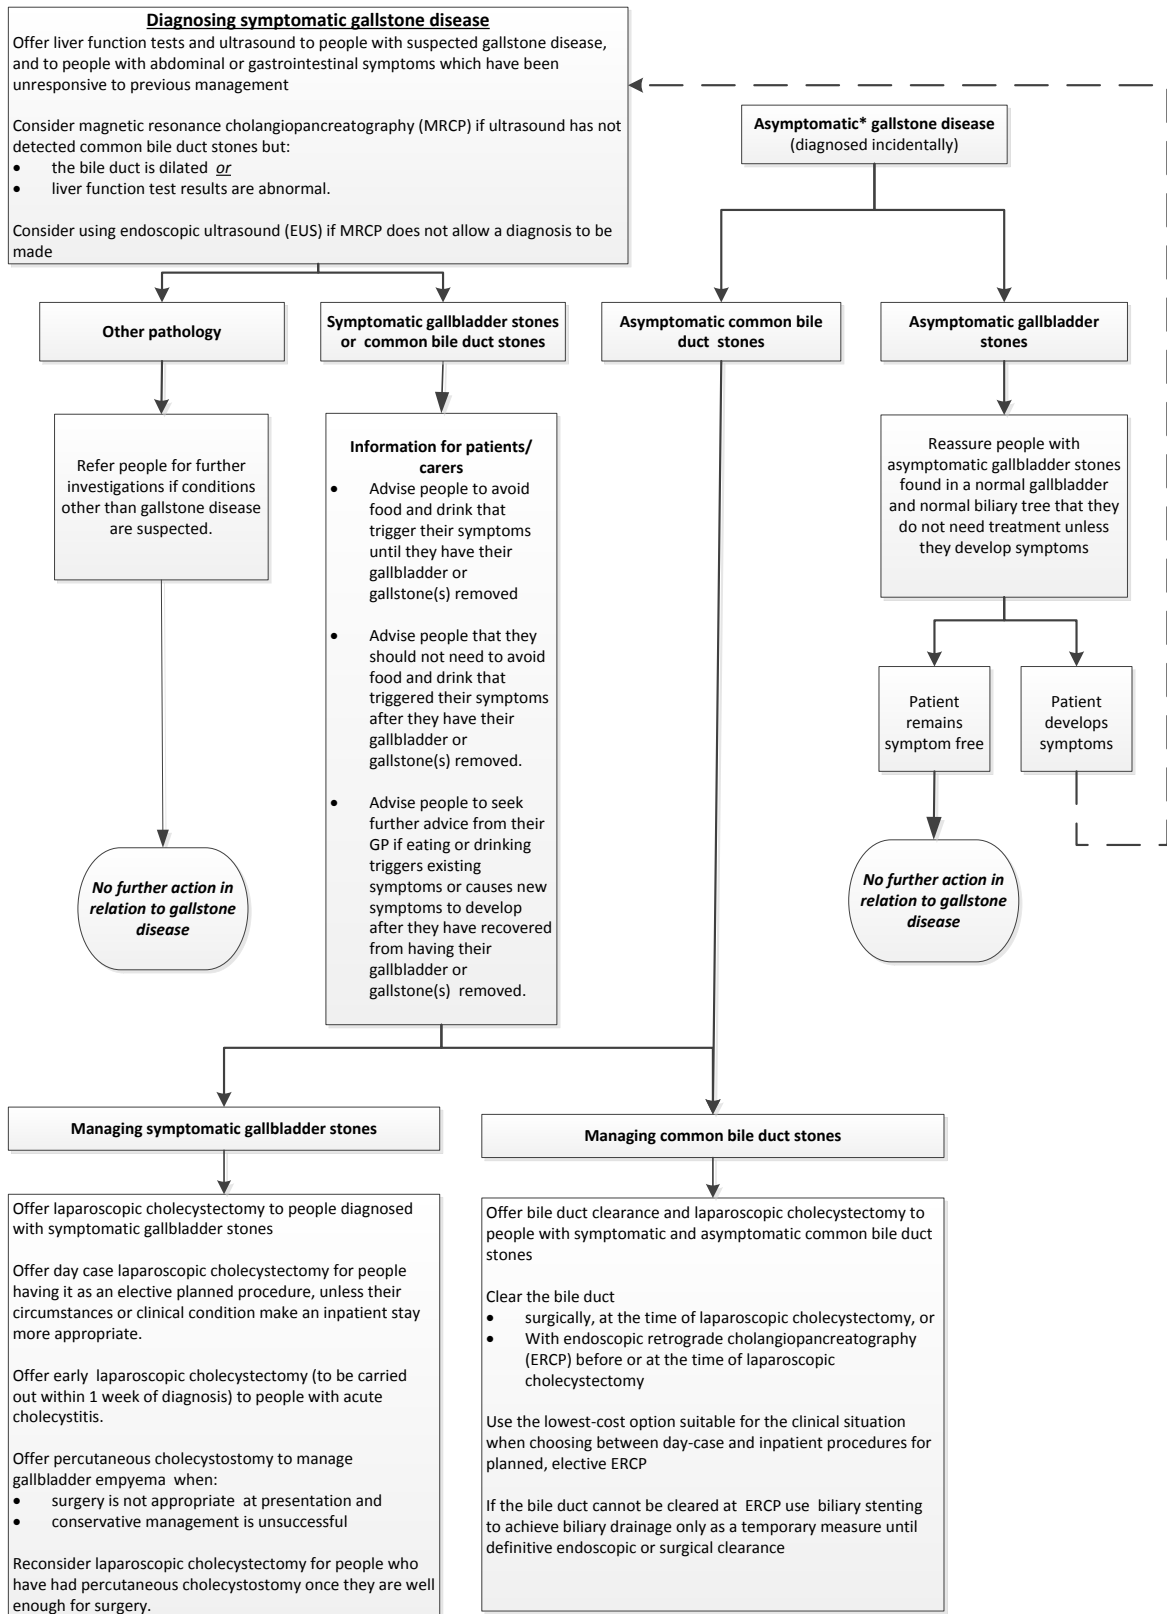 Diagnosing symptomatic gallstone disease
Offer liver function tests and ultrasound to people with suspected gallstone disease,
and to people with abdominal or gastrointestinal symptoms which have been
unresponsive to previous management
Consider magnetic resonance cholangiopancreatography (MRCP) if ultrasound has not
detected common bile duct stones but:
• the bile duct is dilated or
• liver function test results are abnormal.
Consider using endoscopic ultrasound (EUS) if MRCP does not allow a diagnosis to be
made
Asymptomatic* gallstone disease
(diagnosed incidentally)
Other pathology
Symptomatic gallbladder stones
or common bile duct stones
Asymptomatic common bile
duct stones
Asymptomatic gallbladder
stones
Refer people for further
investigations if conditions
other than gallstone disease
are suspected.
Information for patients/
carers
• Advise people to avoid
food and drink that
trigger their symptoms
until they have their
gallbladder or
gallstone(s) removed
• Advise people that they
should not need to avoid
food and drink that
triggered their symptoms
after they have their
gallbladder or
gallstone(s) removed.
• Advise people to seek
further advice from their
GP if eating or drinking
triggers existing
symptoms or causes new
symptoms to develop
after they have recovered
from having their
gallbladder or
gallstone(s) removed.
Reassure people with
asymptomatic gallbladder stones
found in a normal gallbladder
and normal biliary tree that they
do not need treatment unless
they develop symptoms
Patient
remains
symptom free
Patient
develops
symptoms
No further action in
relation to gallstone
disease
No further action in
relation to gallstone
disease
Managing symptomatic gallbladder stones
Managing common bile duct stones
Offer laparoscopic cholecystectomy to people diagnosed
with symptomatic gallbladder stones
Offer day case laparoscopic cholecystectomy for people
having it as an elective planned procedure, unless their
circumstances or clinical condition make an inpatient stay
more appropriate.
Offer early laparoscopic cholecystectomy (to be carried
out within 1 week of diagnosis) to people with acute
cholecystitis.
Offer percutaneous cholecystostomy to manage
gallbladder empyema when:
• surgery is not appropriate at presentation and
• conservative management is unsuccessful
Reconsider laparoscopic cholecystectomy for people who
have had percutaneous cholecystostomy once they are well
enough for surgery.
Offer bile duct clearance and laparoscopic cholecystectomy to
people with symptomatic and asymptomatic common bile duct
stones
Clear the bile duct
• surgically, at the time of laparoscopic cholecystectomy, or
• With endoscopic retrograde cholangiopancreatography
(ERCP) before or at the time of laparoscopic
cholecystectomy
Use the lowest-cost option suitable for the clinical situation
when choosing between day-case and inpatient procedures for
planned, elective ERCP
If the bile duct cannot be cleared at ERCP use biliary stenting
to achieve biliary drainage only as a temporary measure until
definitive endoscopic or surgical clearance